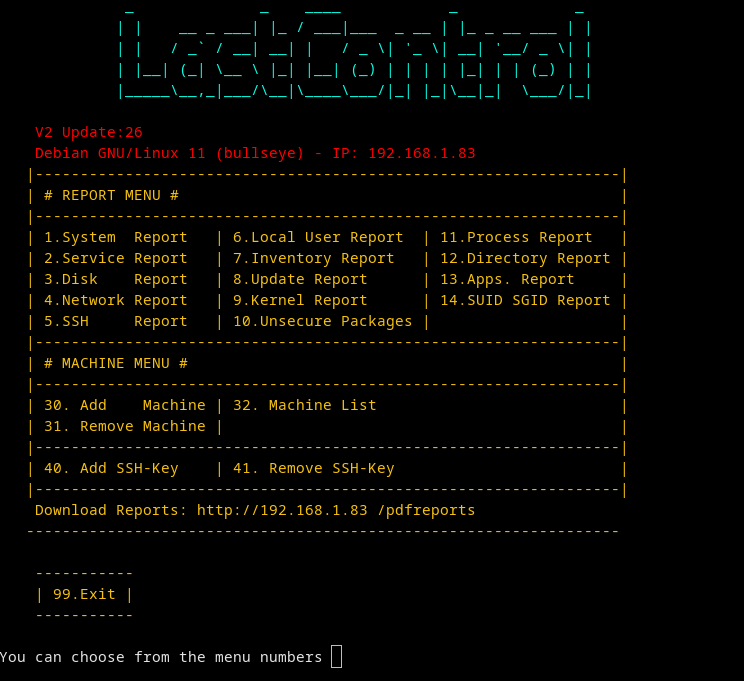 LastControl
V2 Update:26
Debian GNU/Linux 11 (bullseye) - IP: 192.168.1.83
|-----------------------------------------------------------------|
| # REPORT MENU # |
|-----------------------------------------------------------------|
| 1.System Report | 6.Local User Report | 11.Process Report |
| 2.Service Report | 7.Inventory Report | 12.Directory Report |
| 3.Disk Report | 8.Update Report | 13.Apps. Report |
| 4.Network Report | 9.Kernel Report | 14.SUID SGID Report |
| 5.SSH Report | 10.Unsecure Packages | |
|-----------------------------------------------------------------|
| # MACHINE MENU # |
|-----------------------------------------------------------------|
| 30. Add Machine | 32. Machine List |
| 31. Remove Machine | |
|-----------------------------------------------------------------|
| 40. Add SSH-Key | 41. Remove SSH-Key |
|-----------------------------------------------------------------|
Download Reports: http://192.168.1.83 /pdfreports
------------------------------------------------------------------
-----------
| 99.Exit |
-----------
You can choose from the menu numbers